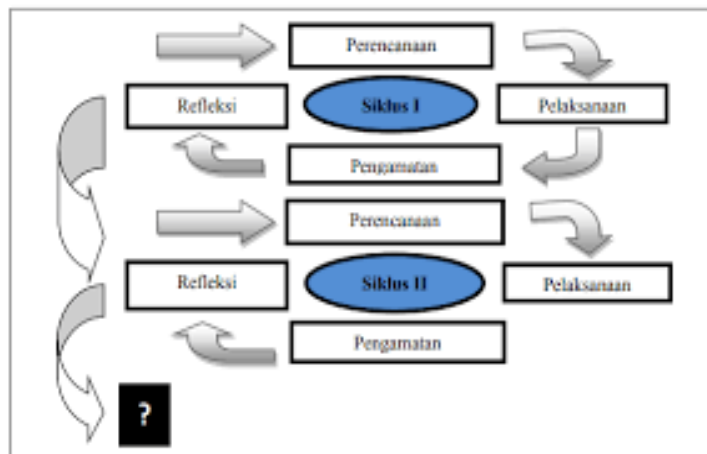 Perencanaan
Refleksi
Siklus I
Pelaksanaan
Pengamatan
Perencanaan
Refleksi
Siklus II
Pelaksanaan
Pengamatan
?